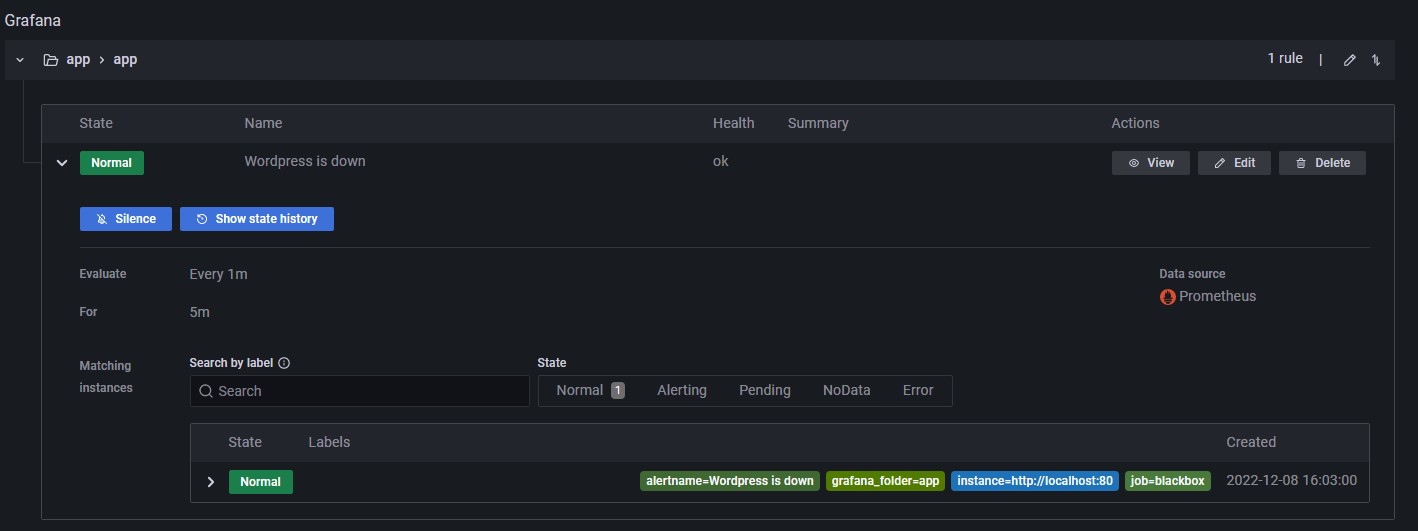 Grafana
app > app 1 rule |
State Name Health Summary Actions
Normal Wordpress is down ok View Edit Delete
Silence Show state history
Evaluate Every 1m Data source
Prometheus
For 5m
Matching instances Search by label State
Search Normal 1 Alerting Pending NoData Error
State Labels Created
Normal alertname=Wordpress is down grafana_folder=app instance=http://localhost:80 job=blackbox 2022-12-08 16:03:00